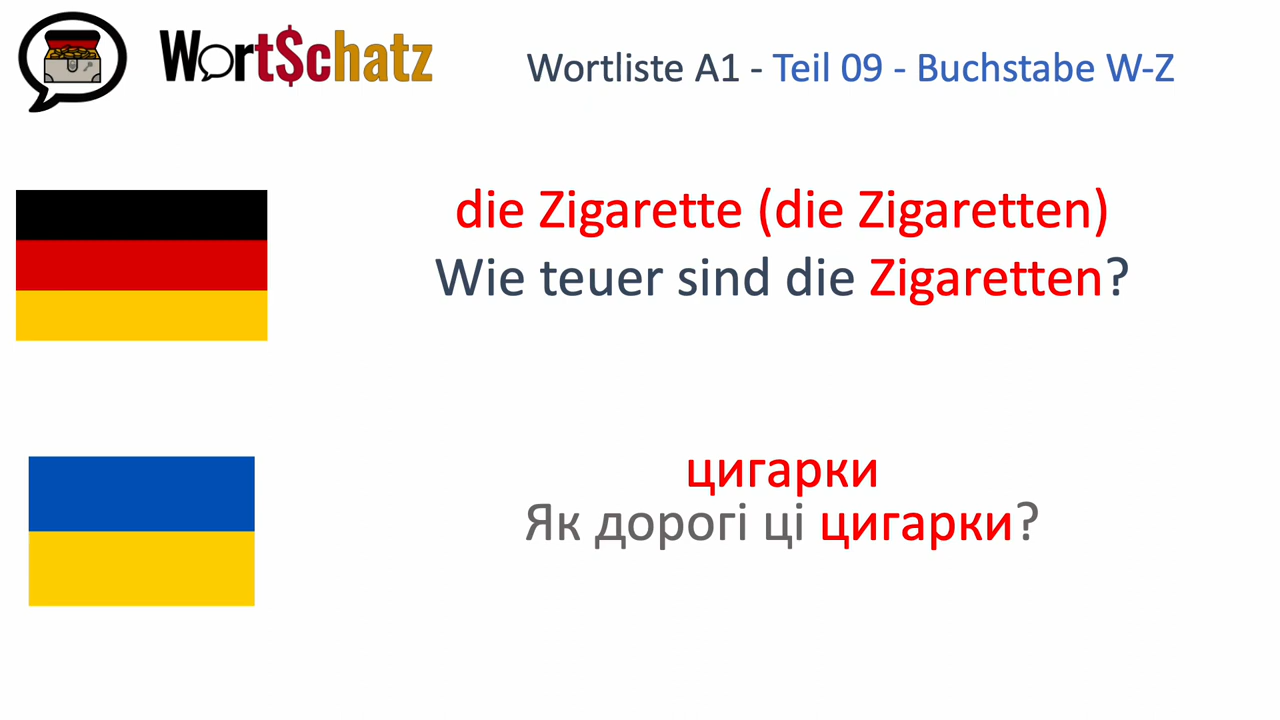 Wort$chatz
Wortliste A1 - Teil 09 - Buchstabe W-Z
die Zigarette (die Zigaretten)
Wie teuer sind die Zigaretten?
цигарки
Як дорогі ці цигарки?